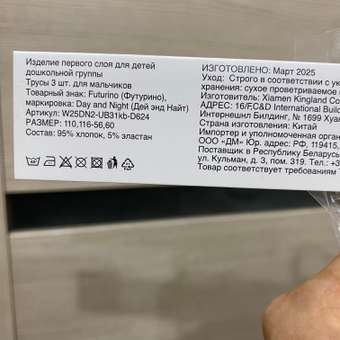 Изделие первого слоя для детей
дошкольной группы
Трусы 3 шт. для мальчиков
Товарный знак: Futurino (Футурино),
маркировка: Day and Night (Дей энд Найт)
Артикул: W25DN2-UB31kb-D624
РАЗМЕР: 110,116-56,60
Состав: 95% хлопок, 5% эластан
ИЗГОТОВЛЕНО: Март 2025
Уход: Строго в соответствии с
хранения: сухое проветриваемое
Изготовитель: Xiamen Kingland Co
АДРЕС: 16/F,C&D International Buil
Интернешнл Билдинг, № 1699 Хуа
Страна изготовления: Китай
Импортер и уполномоченная орган
ООО «ДМ» Юр. адрес: РФ, 119415,
Поставщик в Республику Беларусь
ул. Кульман, д. 3, пом. 319. Тел.: +3
Товар соответствует требованиям